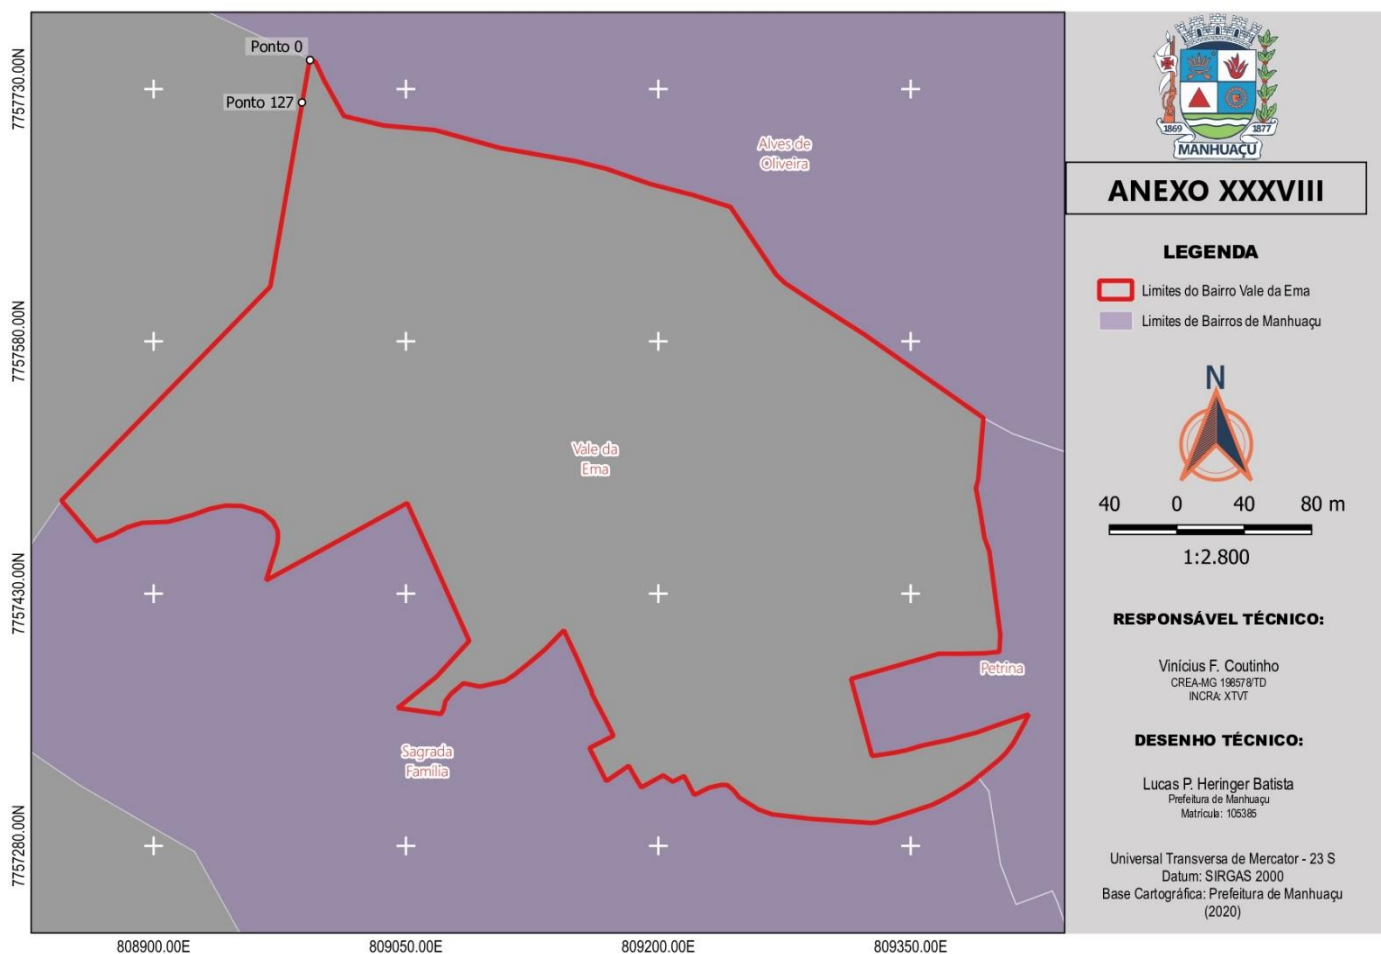 Ponto 0
Ponto 127
Alves de
Oliveira
Vale da
Ema
Petrina
Sagrada
Família
7757730.00N
7757580.00N
7757430.00N
7757280.00N
808900.00E
809050.00E
809200.00E
809350.00E
1869
1877
MANHUAÇU
ANEXO XXXVIII
LEGENDA
Limites do Bairro Vale da Ema
Limites de Bairros de Manhuaçu
N
40 0 40 80 m
1:2.800
RESPONSÁVEL TÉCNICO:
Vinícius F. Coutinho
CREA-MG 198578/TD
INCRA: XTVT
DESENHO TÉCNICO:
Lucas P. Heringer Batista
Prefeitura de Manhuaçu
Matrícula: 105385
Universal Transversa de Mercator - 23 S
Datum: SIRGAS 2000
Base Cartográfica: Prefeitura de Manhuaçu
(2020)